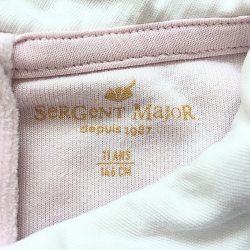 SerGent MaJoR
depuis 1987
11 ANS
146 CM